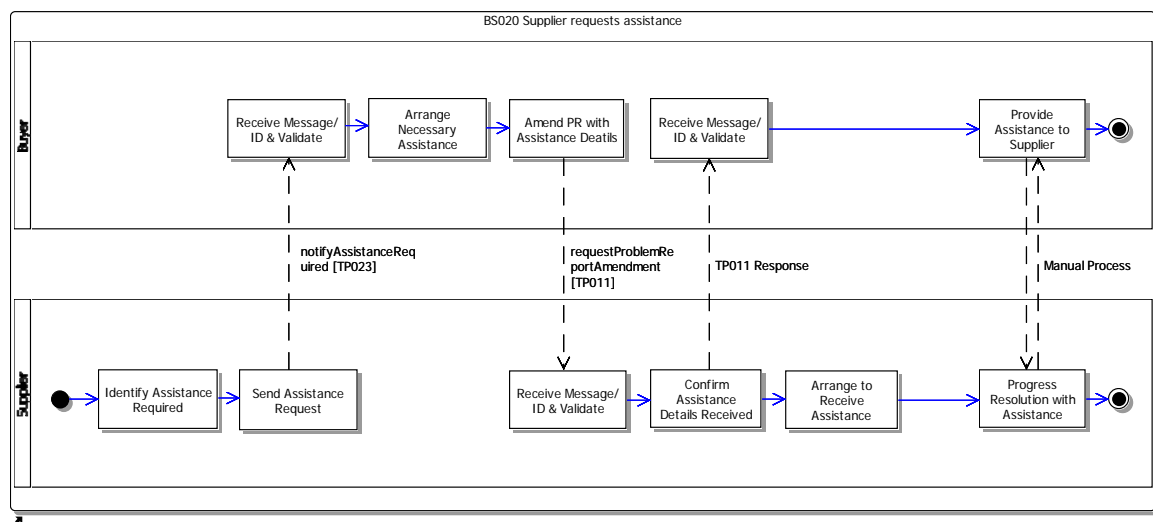 BS020 Supplier requests assistance
Buyer
Receive Message/
ID & Validate
Arrange
Necessary
Assistance
Amend PR with
Assistance Deatils
Receive Message/
ID & Validate
Provide
Assistance to
Supplier
notifyAssistanceReq
uired [TP023]
requestProblemRe
portAmendment
[TP011]
TP011 Response
Manual Process
Supplier
Identify Assistance
Required
Send Assistance
Request
Receive Message/
ID & Validate
Confirm
Assistance
Details Received
Arrange to
Receive
Assistance
Progress
Resolution with
Assistance